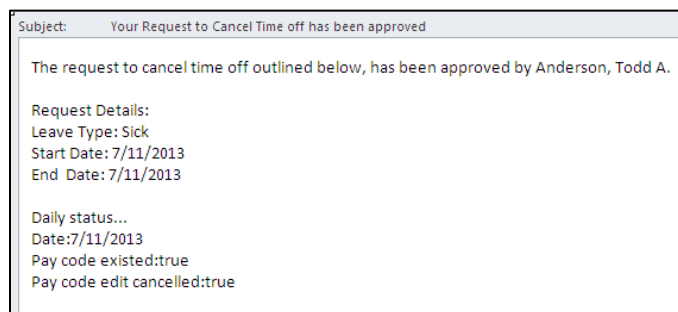 Subject: Your Request to Cancel Time off has been approved
The request to cancel time off outlined below, has been approved by Anderson, Todd A.
Request Details:
Leave Type: Sick
Start Date: 7/11/2013
End Date: 7/11/2013
Daily status...
Date:7/11/2013
Pay code existed:true
Pay code edit cancelled:true